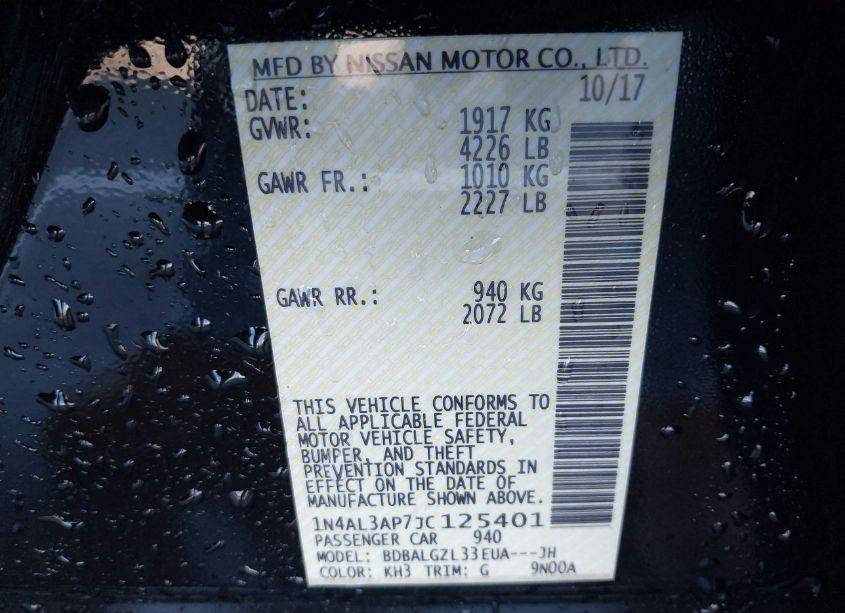 MFD BY NISSAN MOTOR CO., LTD.
DATE: 10/17
GVWR: 1917 KG
4226 LB
GAWR FR.: 1010 KG
2227 LB
GAWR RR.: 940 KG
2072 LB
THIS VEHICLE CONFORMS TO
ALL APPLICABLE FEDERAL
MOTOR VEHICLE SAFETY,
BUMPER, AND THEFT
PREVENTION STANDARDS IN
EFFECT ON THE DATE OF
MANUFACTURE SHOWN ABOVE.
1N4AL3AP7JC125401
PASSENGER CAR 940
MODEL: BDBALGZL33EUA---JH
COLOR: KH3 TRIM: G 9N00A